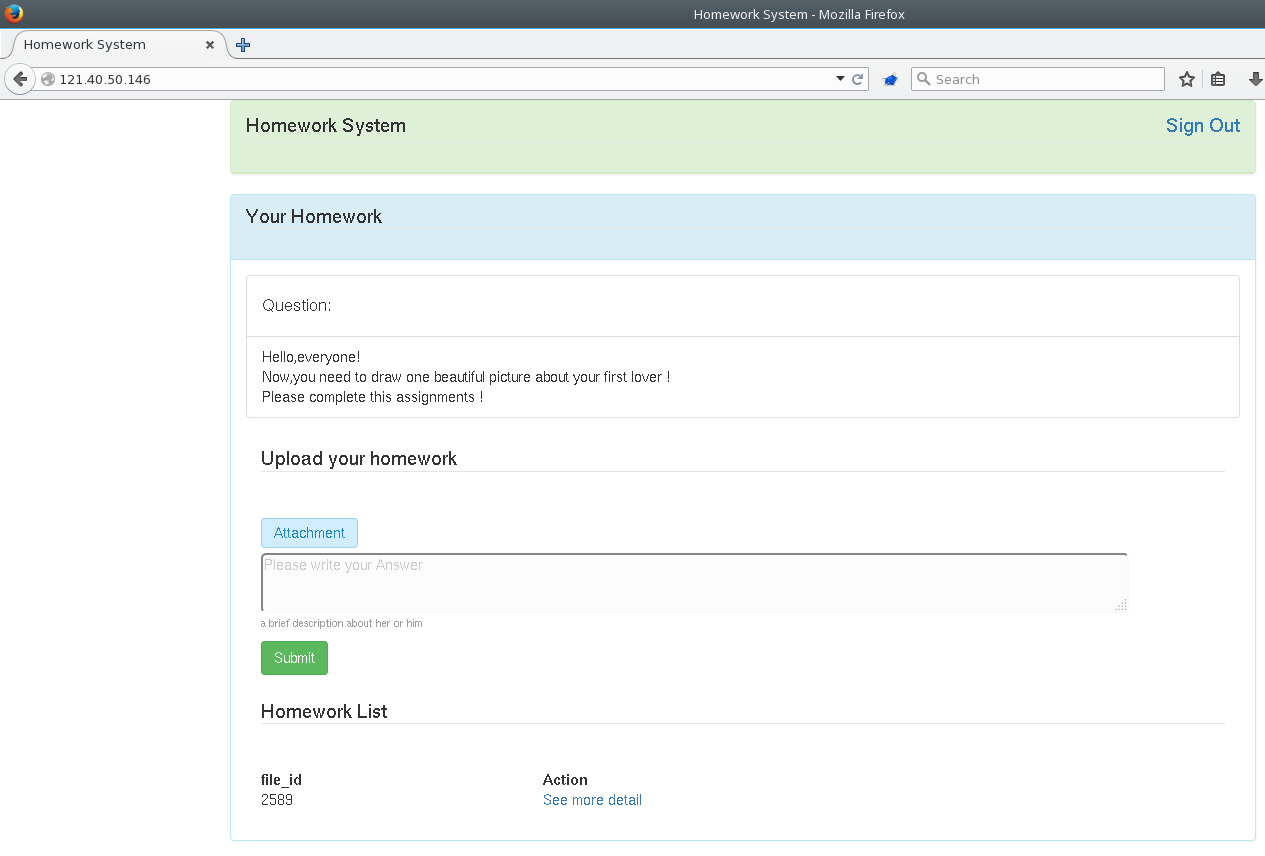 Homework System - Mozilla Firefox
Homework System
121.40.50.146
Search
Homework System Sign Out
Your Homework
Question:
Hello,everyone!
Now,you need to draw one beautiful picture about your first lover !
Please complete this assignments !
Upload your homework
Attachment
Please write your Answer
a brief description about her or him
Submit
Homework List
file_id Action
2589 See more detail